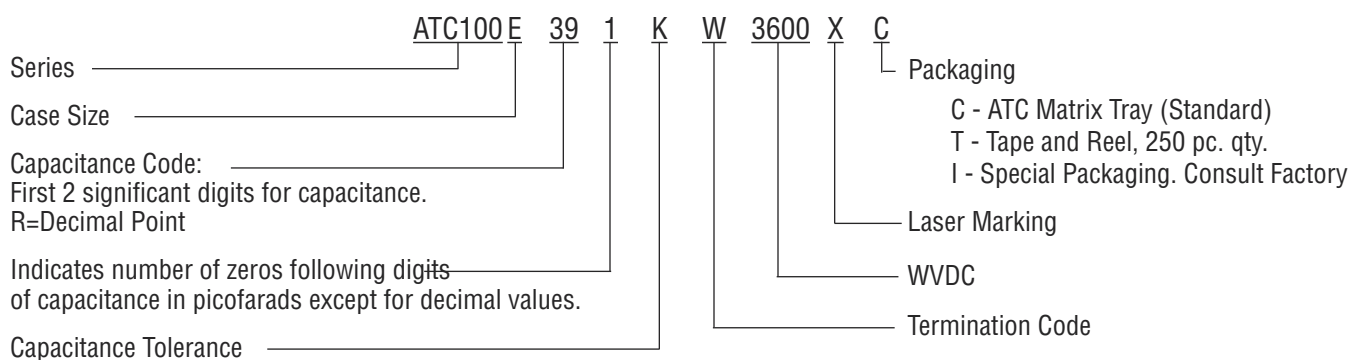 ATC100 E 39 1 K W 3600 X C
Series
Case Size
Capacitance Code:
First 2 significant digits for capacitance.
R=Decimal Point
Indicates number of zeros following digits
of capacitance in picofarads except for decimal values.
Capacitance Tolerance
Packaging
C - ATC Matrix Tray (Standard)
T - Tape and Reel, 250 pc. qty.
I - Special Packaging. Consult Factory
Laser Marking
WVDC
Termination Code